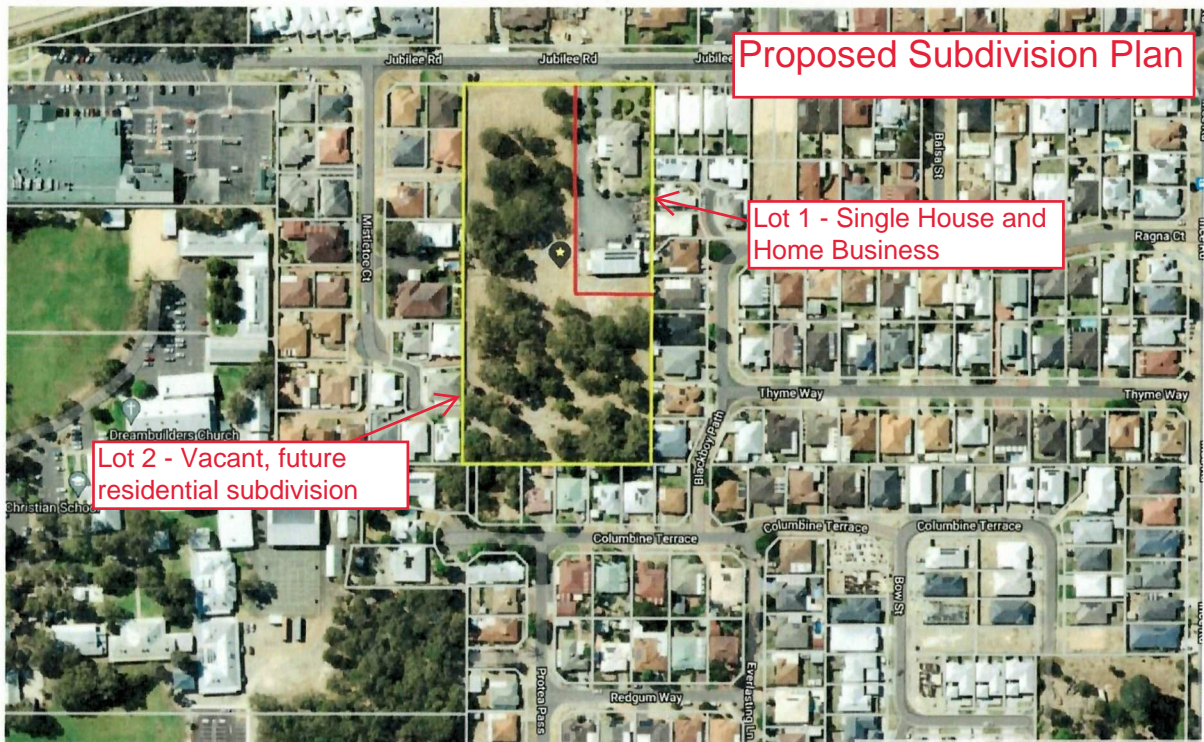 Proposed Subdivision Plan
Jubilee Rd
Jubilee Rd
Jubilee
Balsa St
Mistletoe Ct
Lot 1 - Single House and
Home Business
Ragna Ct
Thyme Way
Thyme Way
Blackboy Path
Dreambuilders Church
Lot 2 - Vacant, future
residential subdivision
Christian School
Columbine Terrace
Columbine Terrace
Columbine Terrace
Bow St
Protea Pass
Redgum Way
Everlasting Ln